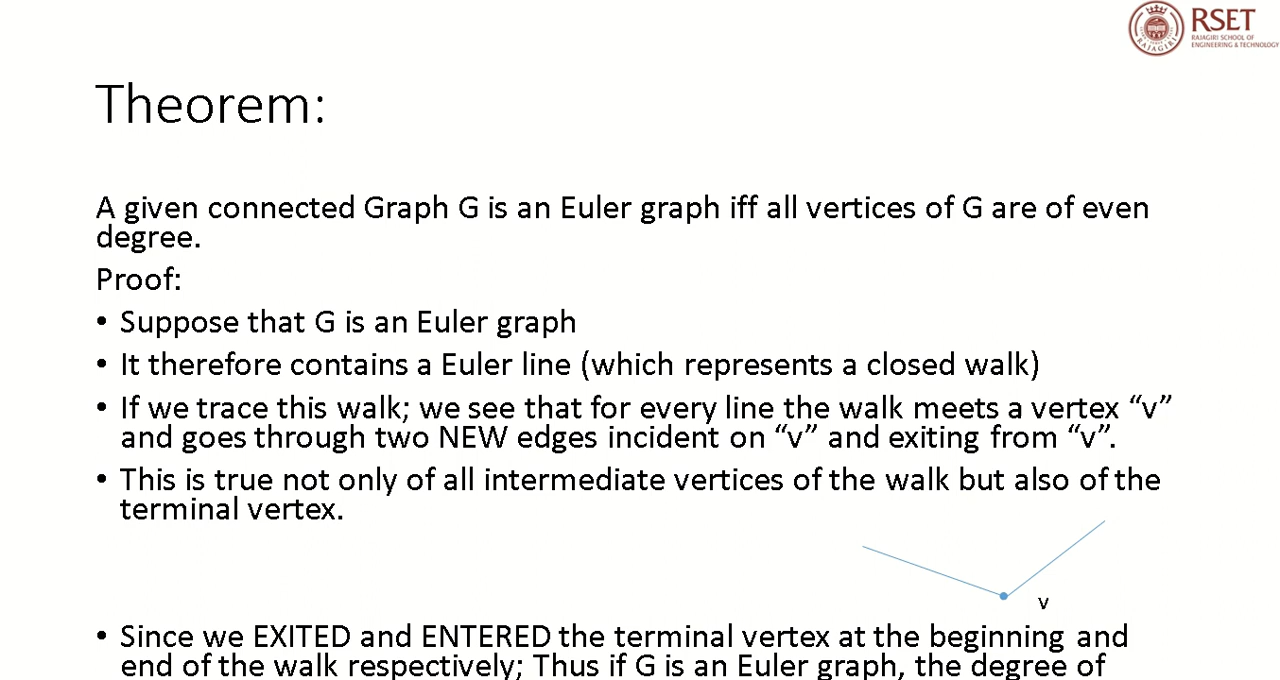 RSET
RAJAGIRI SCHOOL OF
ENGINEERING & TECHNOLOGY
RAJAGIRI
Theorem:
A given connected Graph G is an Euler graph iff all vertices of G are of even
degree.
Proof:
• Suppose that G is an Euler graph
• It therefore contains a Euler line (which represents a closed walk)
• If we trace this walk; we see that for every line the walk meets a vertex “v”
and goes through two NEW edges incident on “v” and exiting from “v”.
• This is true not only of all intermediate vertices of the walk but also of the
terminal vertex.
v
• Since we EXITED and ENTERED the terminal vertex at the beginning and
end of the walk respectively; Thus if G is an Euler graph, the degree of